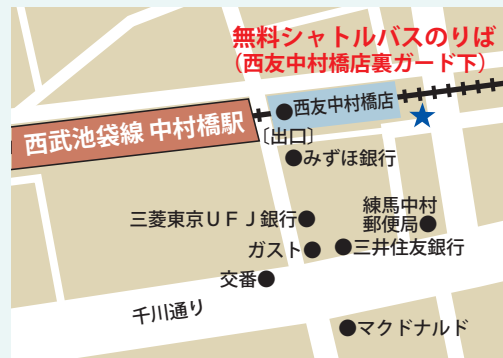 無料シャトルバスのりば
（西友中村橋店裏ガード下）
●西友中村橋店
西武池袋線 中村橋駅
〔出口〕
●みずほ銀行
三菱東京ＵＦＪ銀行●
練馬中村
郵便局●
ガスト●
●三井住友銀行
交番●
千川通り
●マクドナルド